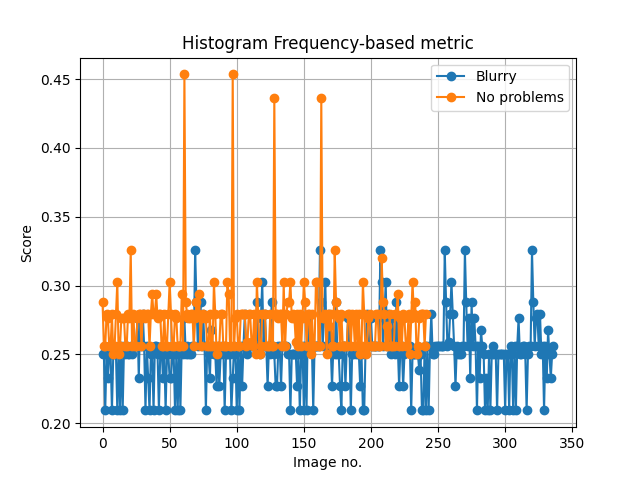 Histogram Frequency-based metric
Blurry
No problems
Score
0.45
0.40
0.35
0.30
0.25
0.20
0 50 100 150 200 250 300 350
Image no.